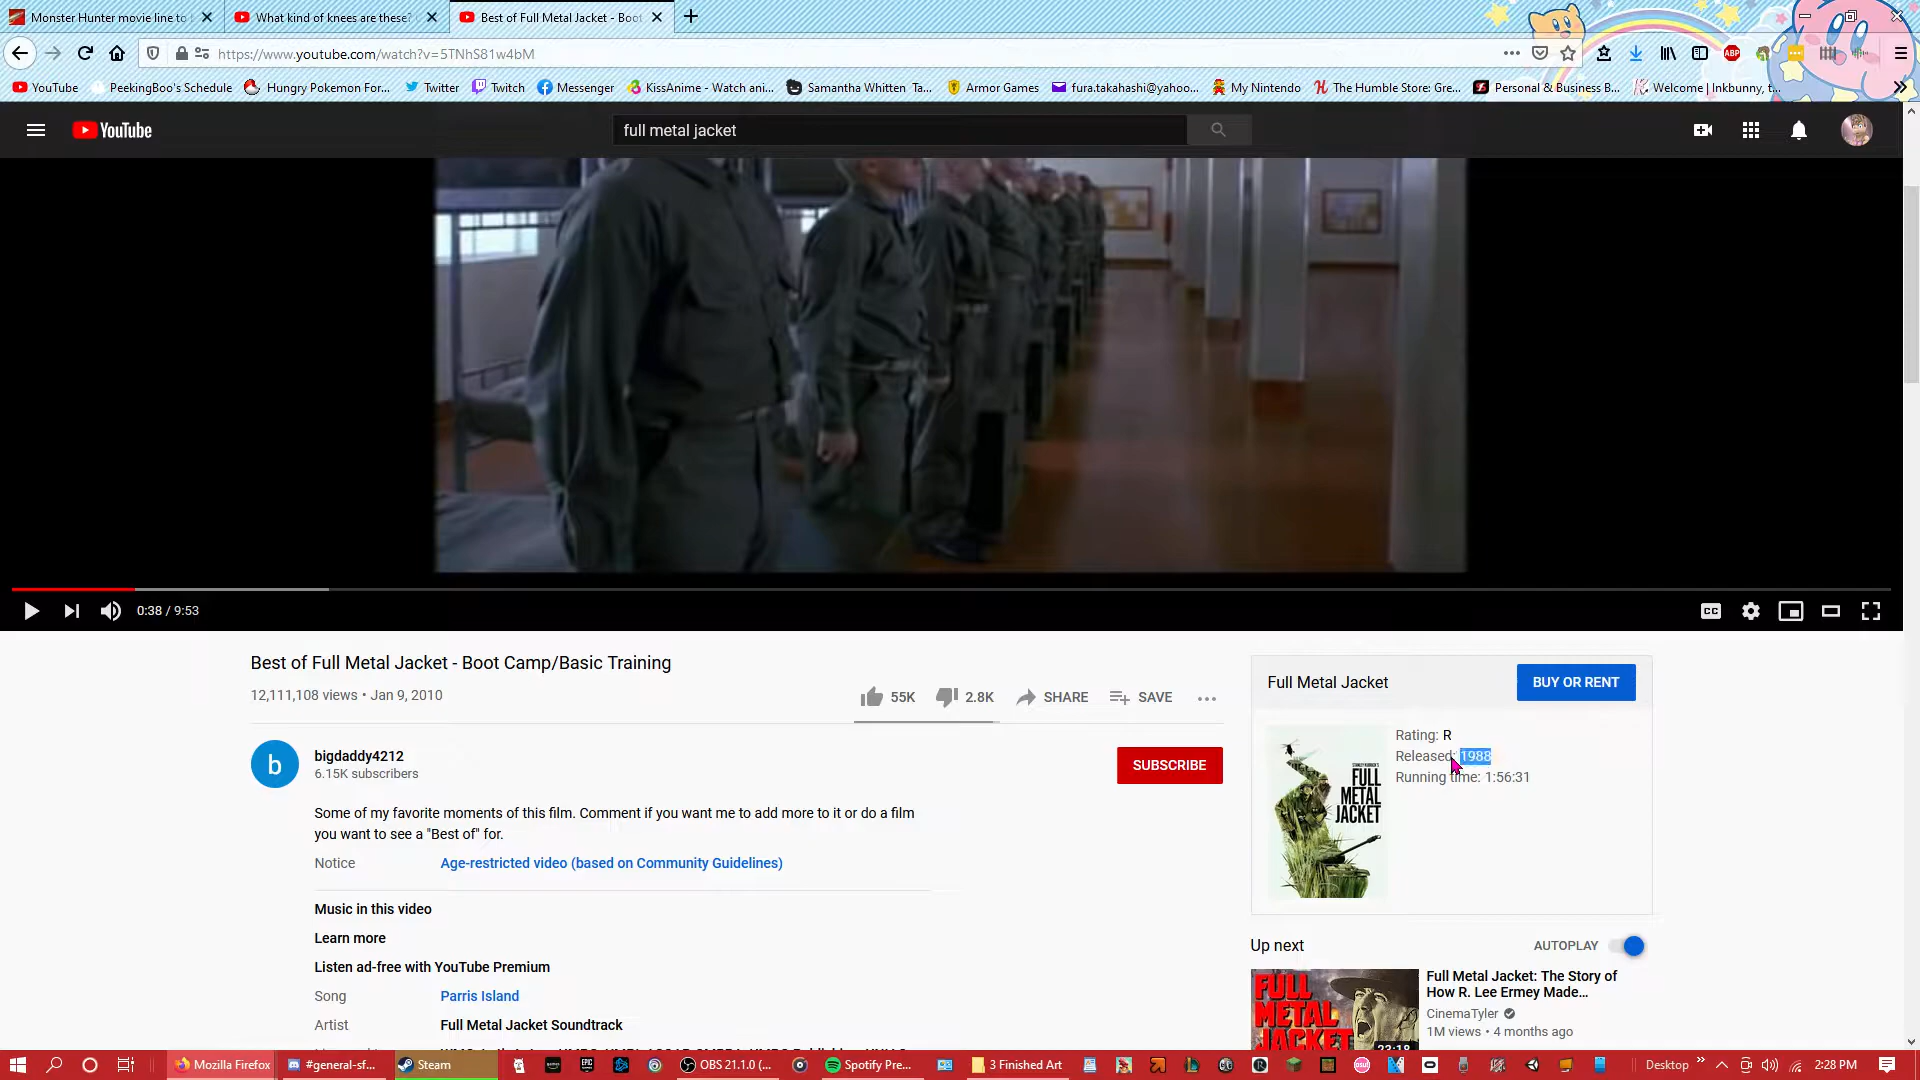 Monster Hunter movie line to b
What kind of knees are these?
Best of Full Metal Jacket - Boot
https://www.youtube.com/watch?v=5TNhS81w4bM
ABP
YouTube
PeekingBoo's Schedule
Hungry Pokemon For...
Twitter
Twitch
Messenger
KissAnime - Watch ani...
Samantha Whitten Ta...
Armor Games
fura.takahashi@yahoo...
My Nintendo
The Humble Store: Gre...
Personal & Business B...
Welcome | Inkbunny, t...
YouTube
full metal jacket
0:38 / 9:53
CC
Best of Full Metal Jacket - Boot Camp/Basic Training
12,111,108 views • Jan 9, 2010
55K
2.8K
SHARE
SAVE
b
bigdaddy4212
6.15K subscribers
SUBSCRIBE
Some of my favorite moments of this film. Comment if you want me to add more to it or do a film
you want to see a "Best of" for.
Notice
Age-restricted video (based on Community Guidelines)
Music in this video
Learn more
Listen ad-free with YouTube Premium
Song
Parris Island
Artist
Full Metal Jacket Soundtrack
Full Metal Jacket
BUY OR RENT
STANLEY KUBRICK'S
FULL
METAL
JACKET
Rating: R
Released: 1988
Running time: 1:56:31
Up next
AUTOPLAY
FULL
METAL
JACKET
23:18
Full Metal Jacket: The Story of
How R. Lee Ermey Made...
CinemaTyler
1M views • 4 months ago
Mozilla Firefox
#general-sf...
Steam
OBS 21.1.0 (...
Spotify Pre...
3 Finished Art
Desktop
2:28 PM